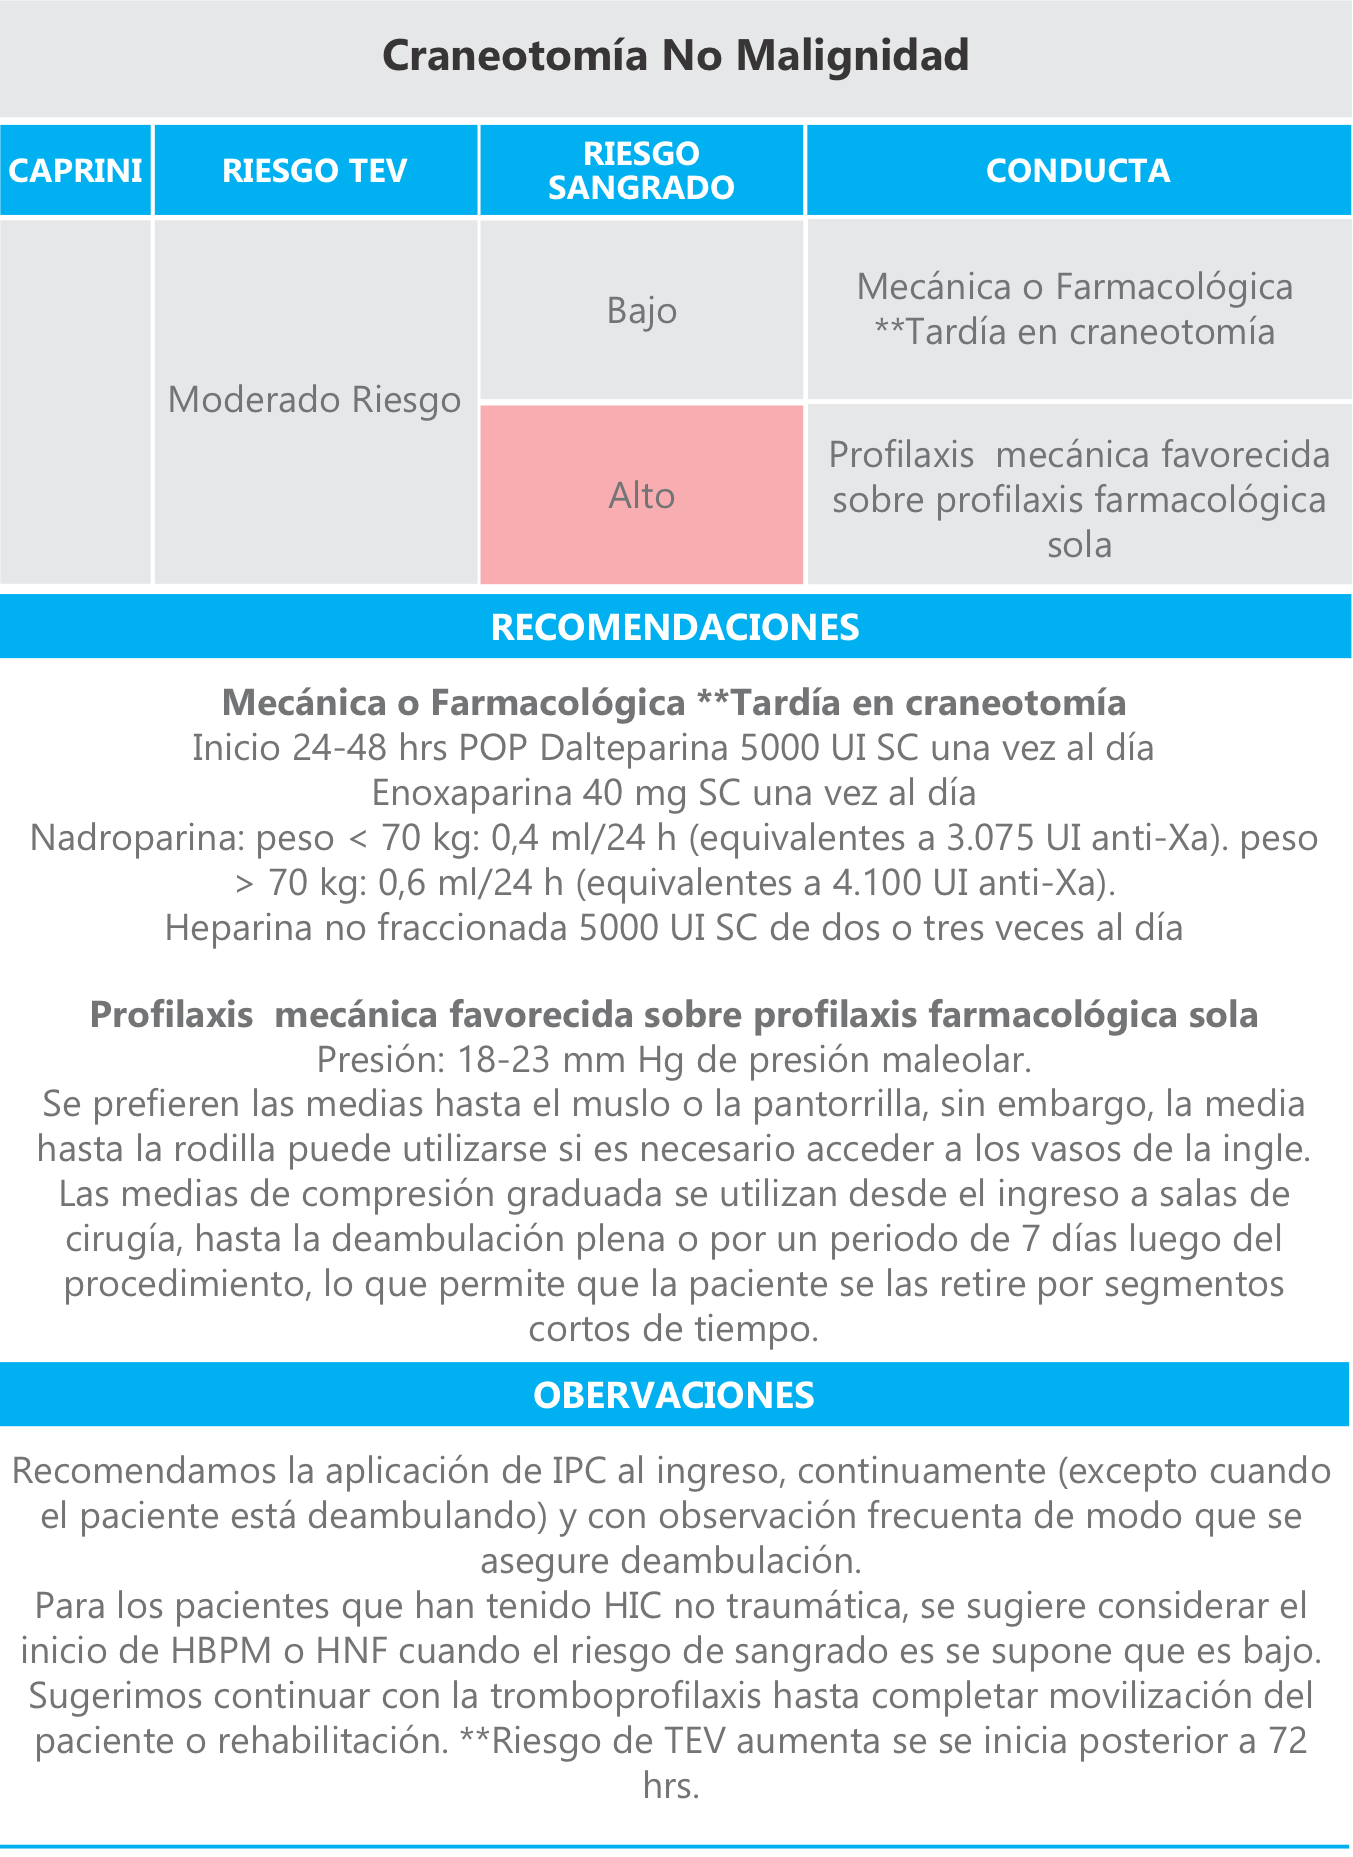 Craneotomía No Malignidad
CAPRINI
RIESGO TEV
RIESGO
SANGRADO
CONDUCTA
Moderado Riesgo
Bajo
Mecánica o Farmacológica
**Tardía en craneotomía
Alto
Profilaxis  mecánica favorecida
sobre profilaxis farmacológica
sola
RECOMENDACIONES
Mecánica o Farmacológica **Tardía en craneotomía
Inicio 24-48 hrs POP Dalteparina 5000 UI SC una vez al día
Enoxaparina 40 mg SC una vez al día
Nadroparina: peso < 70 kg: 0,4 ml/24 h (equivalentes a 3.075 UI anti-Xa). peso
> 70 kg: 0,6 ml/24 h (equivalentes a 4.100 UI anti-Xa).
Heparina no fraccionada 5000 UI SC de dos o tres veces al día
Profilaxis  mecánica favorecida sobre profilaxis farmacológica sola
Presión: 18-23 mm Hg de presión maleolar.
Se prefieren las medias hasta el muslo o la pantorrilla, sin embargo, la media
hasta la rodilla puede utilizarse si es necesario acceder a los vasos de la ingle.
Las medias de compresión graduada se utilizan desde el ingreso a salas de
cirugía, hasta la deambulación plena o por un periodo de 7 días luego del
procedimiento, lo que permite que la paciente se las retire por segmentos
cortos de tiempo.
OBERVACIONES
Recomendamos la aplicación de IPC al ingreso, continuamente (excepto cuando
el paciente está deambulando) y con observación frecuenta de modo que se
asegure deambulación.
Para los pacientes que han tenido HIC no traumática, se sugiere considerar el
inicio de HBPM o HNF cuando el riesgo de sangrado es se supone que es bajo.
Sugerimos continuar con la tromboprofilaxis hasta completar movilización del
paciente o rehabilitación. **Riesgo de TEV aumenta se se inicia posterior a 72
hrs.